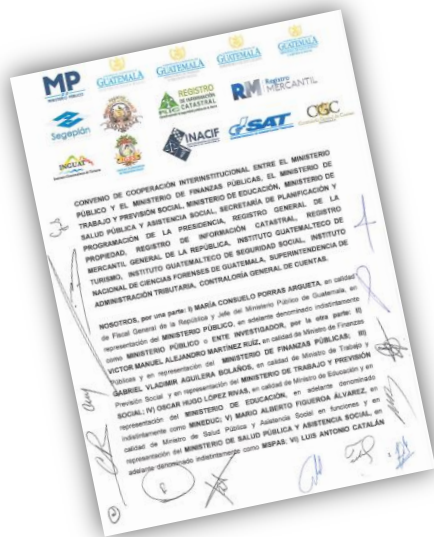 MP
MINISTERIO PÚBLICO
GUATEMALA
GUATEMALA
GUATEMALA
GUATEMALA
Segeplán
REGISTRO
DE INFORMACIÓN
CATASTRAL
RM Registro
MERCANTIL
INGUAT
INACIF
SAT
CGC
CONVENIO DE COOPERACIÓN INTERINSTITUCIONAL ENTRE EL MINISTERIO
PÚBLICO Y EL MINISTERIO DE FINANZAS PÚBLICAS, EL MINISTERIO DE
TRABAJO Y PREVISIÓN SOCIAL, MINISTERIO DE EDUCACIÓN, MINISTERIO DE
SALUD PÚBLICA Y ASISTENCIA SOCIAL, SECRETARÍA DE PLANIFICACIÓN Y
PROGRAMACIÓN DE LA PRESIDENCIA, REGISTRO GENERAL DE LA
PROPIEDAD, REGISTRO DE INFORMACIÓN CATASTRAL, REGISTRO
MERCANTIL GENERAL DE LA REPÚBLICA, INSTITUTO GUATEMALTECO DE
TURISMO, INSTITUTO GUATEMALTECO DE SEGURIDAD SOCIAL, INSTITUTO
NACIONAL DE CIENCIAS FORENSES DE GUATEMALA, SUPERINTENDENCIA DE
ADMINISTRACIÓN TRIBUTARIA, CONTRALORÍA GENERAL DE CUENTAS.
NOSOTROS, por una parte: I) MARÍA CONSUELO PORRAS ARGUETA, en calidad
de Fiscal General de la República y Jefe del Ministerio Público de Guatemala, en
representación del MINISTERIO PÚBLICO, en adelante denominado indistintamente
como MINISTERIO PÚBLICO o ENTE INVESTIGADOR, por la otra parte: II)
VICTOR MANUEL ALEJANDRO MARTÍNEZ RUÍZ, en calidad de Ministro de Finanzas
Públicas y en representación del MINISTERIO DE FINANZAS PÚBLICAS; III)
GABRIEL VLADIMIR AGUILERA BOLAÑOS, en calidad de Ministro de Trabajo y
Previsión Social y en representación del MINISTERIO DE TRABAJO Y PREVISIÓN
SOCIAL; IV) OSCAR HUGO LÓPEZ RIVAS, en calidad de Ministro de Educación y en
representación del MINISTERIO DE EDUCACIÓN, en adelante denominado
indistintamente como MINEDUC; V) MARIO ALBERTO FIGUEROA ÁLVAREZ, en
calidad de Ministro de Salud Pública y Asistencia Social en funciones y en
representación del MINISTERIO DE SALUD PÚBLICA Y ASISTENCIA SOCIAL, en
adelante denominado indistintamente como MSPAS; VI) LUIS ANTONIO CATALÁN